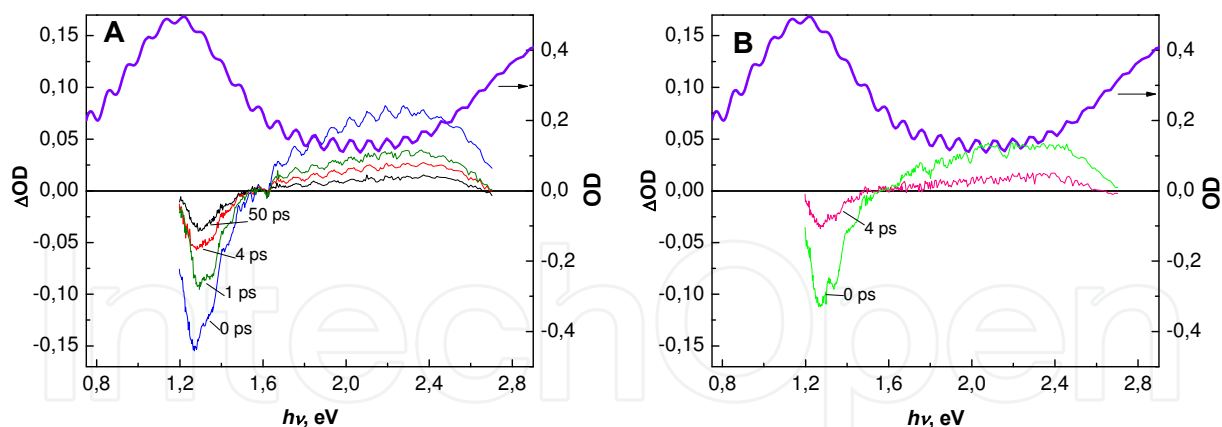 A
0,15
0,10
0,05
0,00
-0,05
-0,10
-0,15
ΔOD
0,4
0,2
0,0
-0,2
-0,4
OD
50 ps
4 ps
1 ps
0 ps
0,8 1,2 1,6 2,0 2,4 2,8
hν, eV
B
0,15
0,10
0,05
0,00
-0,05
-0,10
-0,15
ΔOD
0,4
0,2
0,0
-0,2
-0,4
OD
4 ps
0 ps
0,8 1,2 1,6 2,0 2,4 2,8
hν, eV
IntechOpen